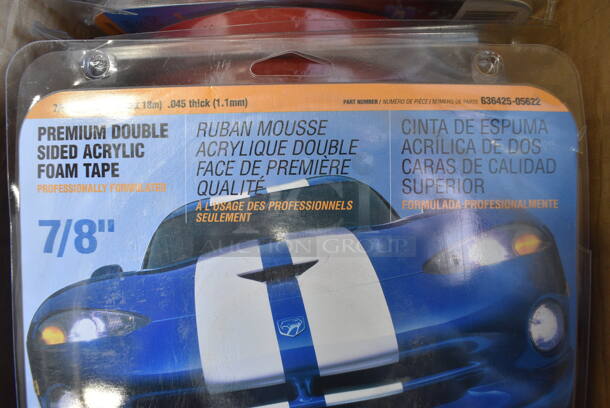 18m) .045 thick (1.1mm)
PART NUMBER / NUMÉRO DE PIÈCE / NÚMERO DE PARTE 636425-05622
PREMIUM DOUBLE
SIDED ACRYLIC
FOAM TAPE
PROFESSIONALLY FORMULATED
7/8"
RUBAN MOUSSE
ACRYLIQUE DOUBLE
FACE DE PREMIÈRE
QUALITÉ
À L'USAGE DES PROFESSIONNELS
SEULEMENT
CINTA DE ESPUMA
ACRÍLICA DE DOS
CARAS DE CALIDAD
SUPERIOR
FORMULADA PROFESIONALMENTE
AUCTION GROUP